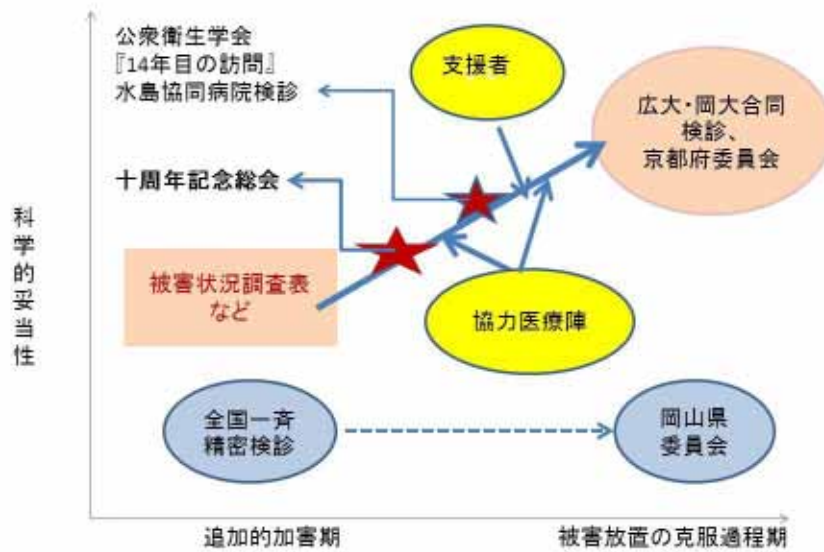 公衆衛生学会
『14年目の訪問』
水島協同病院検診
支援者
広大・岡大合同
検診、
京都府委員会
十周年記念総会
科学的妥当性
被害状況調査表
など
協力医療陣
全国一斉
精密検診
岡山県
委員会
追加的加害期
被害放置の克服過程期